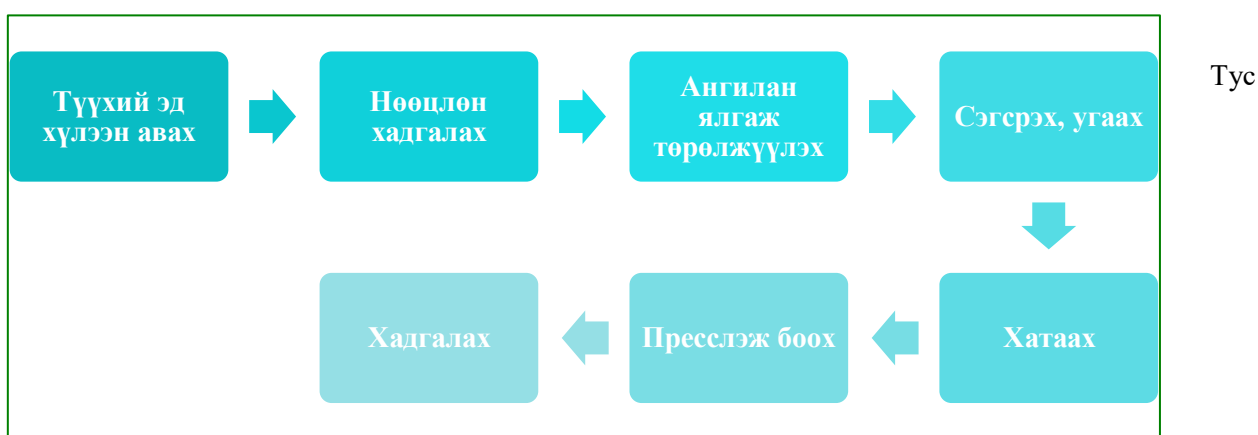 Түүхий эд
хүлээн авах
Нөөцлөн
хадгалах
Ангилан
ялгаж
төрөлжүүлэх
Сэгсрэх, угаах
Тус
Хатаах
Пресслэж боох
Хадгалах